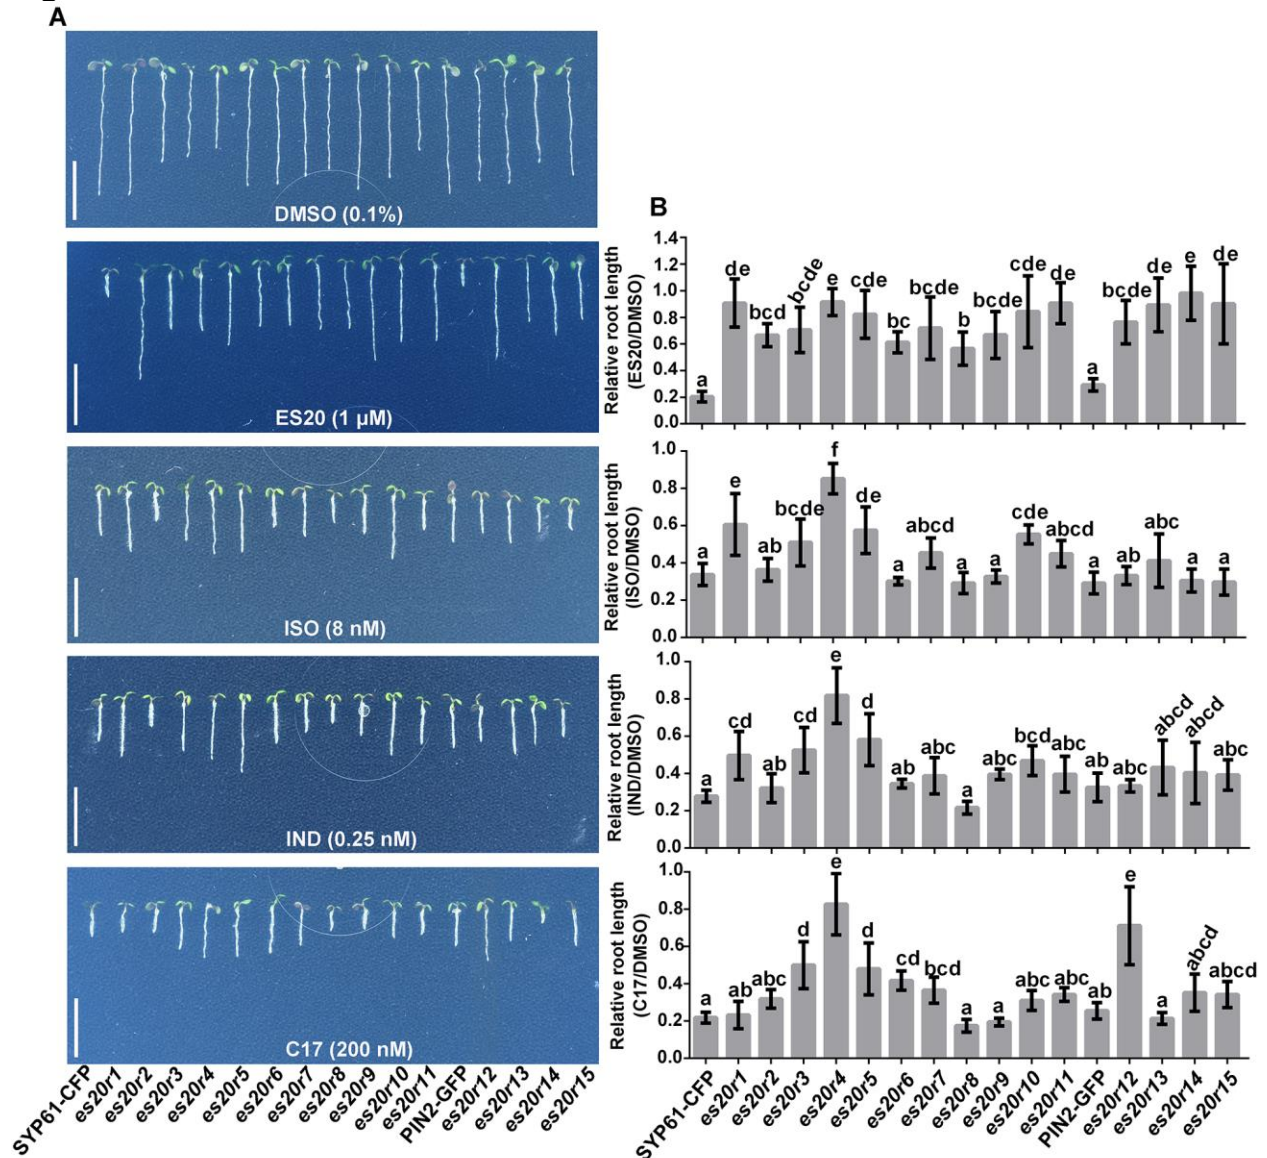 A
DMSO (0.1%)
ES20 (1 µM)
ISO (8 nM)
IND (0.25 nM)
C17 (200 nM)
SYP61-CFP
es20r1
es20r2
es20r3
es20r4
es20r5
es20r6
es20r7
es20r8
es20r9
es20r10
es20r11
PIN2-GFP
es20r12
es20r13
es20r14
es20r15
B
Relative root length
(ES20/DMSO)
1.4
1.2
1.0
0.8
0.6
0.4
0.2
0.0
a de bcd bcde e cde bc bcde b bcde cde de a bcde de e de
Relative root length
(ISO/DMSO)
1.0
0.8
0.6
0.4
0.2
0.0
a e ab bcde f de a abcd a a cde abcd a ab abc a a
Relative root length
(IND/DMSO)
1.0
0.8
0.6
0.4
0.2
0.0
a cd ab cd e d ab abc a abc bcd abc ab abc abcd abcd abc
Relative root length
(C17/DMSO)
1.0
0.8
0.6
0.4
0.2
0.0
a ab abc d e d cd bcd a a abc abc ab e a abcd abcd
SYP61-CFP
es20r1
es20r2
es20r3
es20r4
es20r5
es20r6
es20r7
es20r8
es20r9
es20r10
es20r11
PIN2-GFP
es20r12
es20r13
es20r14
es20r15